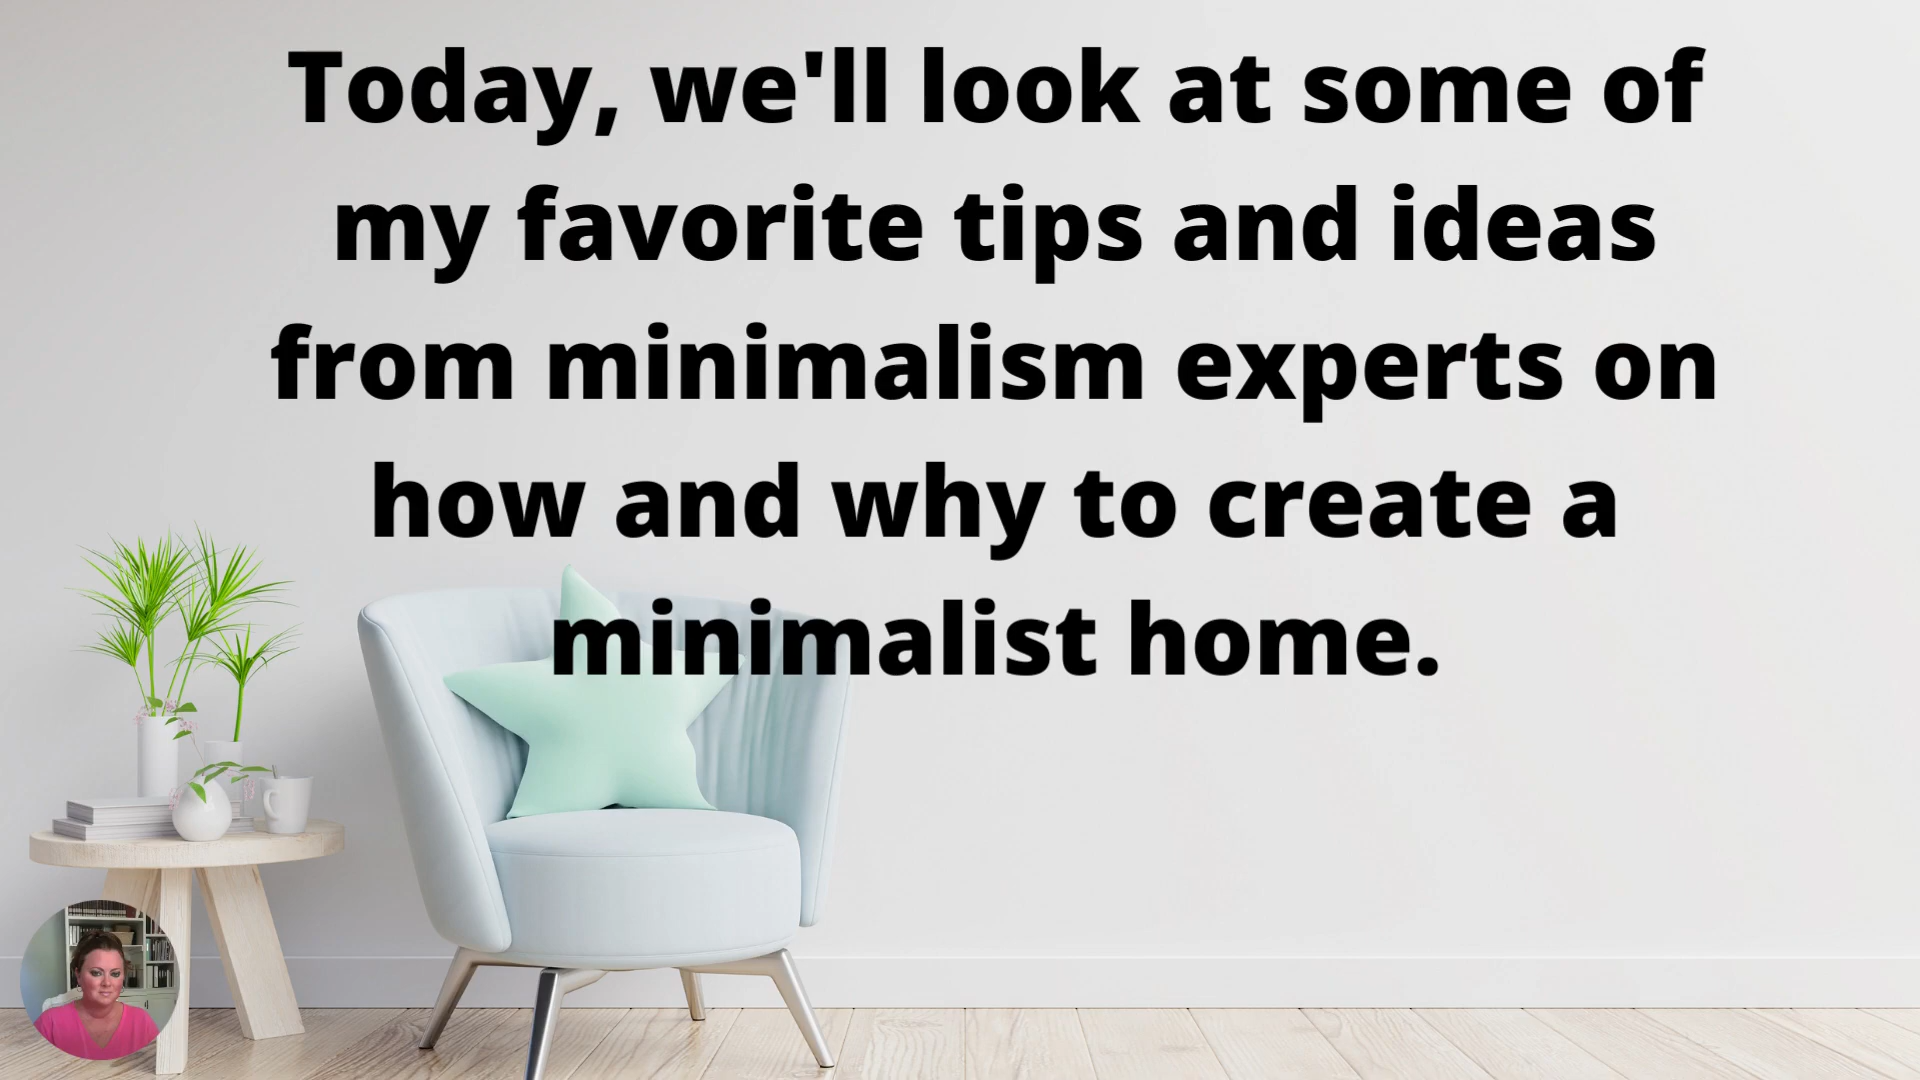 Today, we'll look at some of
my favorite tips and ideas
from minimalism experts on
how and why to create a
minimalist home.